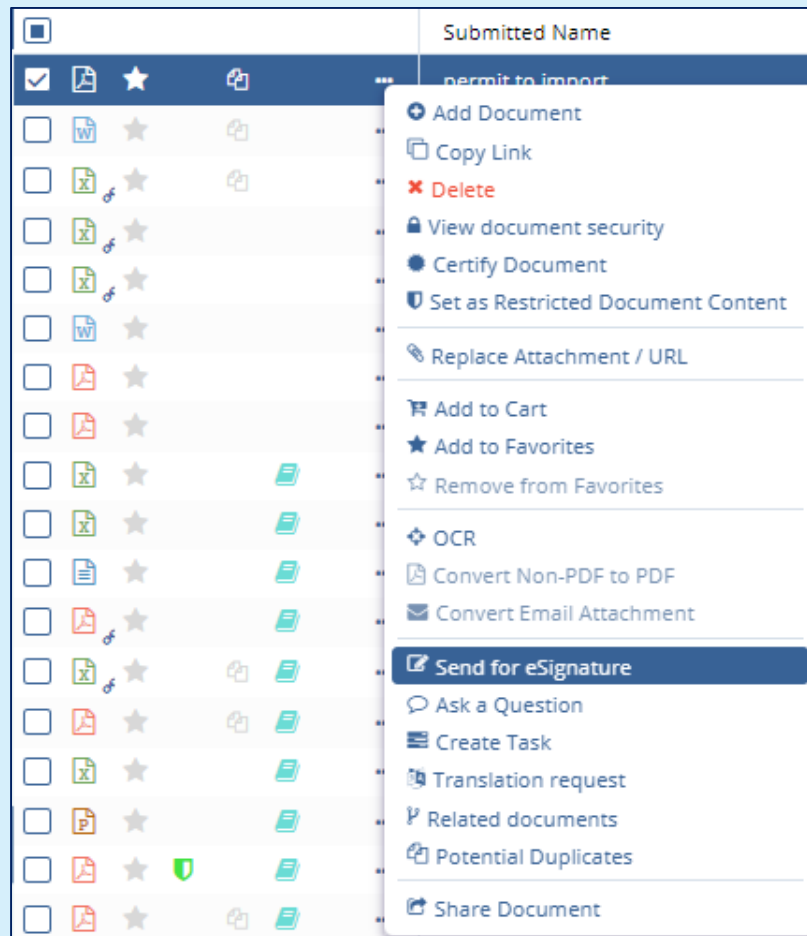 Submitted Name
permit to import
Add Document
Copy Link
Delete
View document security
Certify Document
Set as Restricted Document Content
Replace Attachment / URL
Add to Cart
Add to Favorites
Remove from Favorites
OCR
Convert Non-PDF to PDF
Convert Email Attachment
Send for eSignature
Ask a Question
Create Task
Translation request
Related documents
Potential Duplicates
Share Document